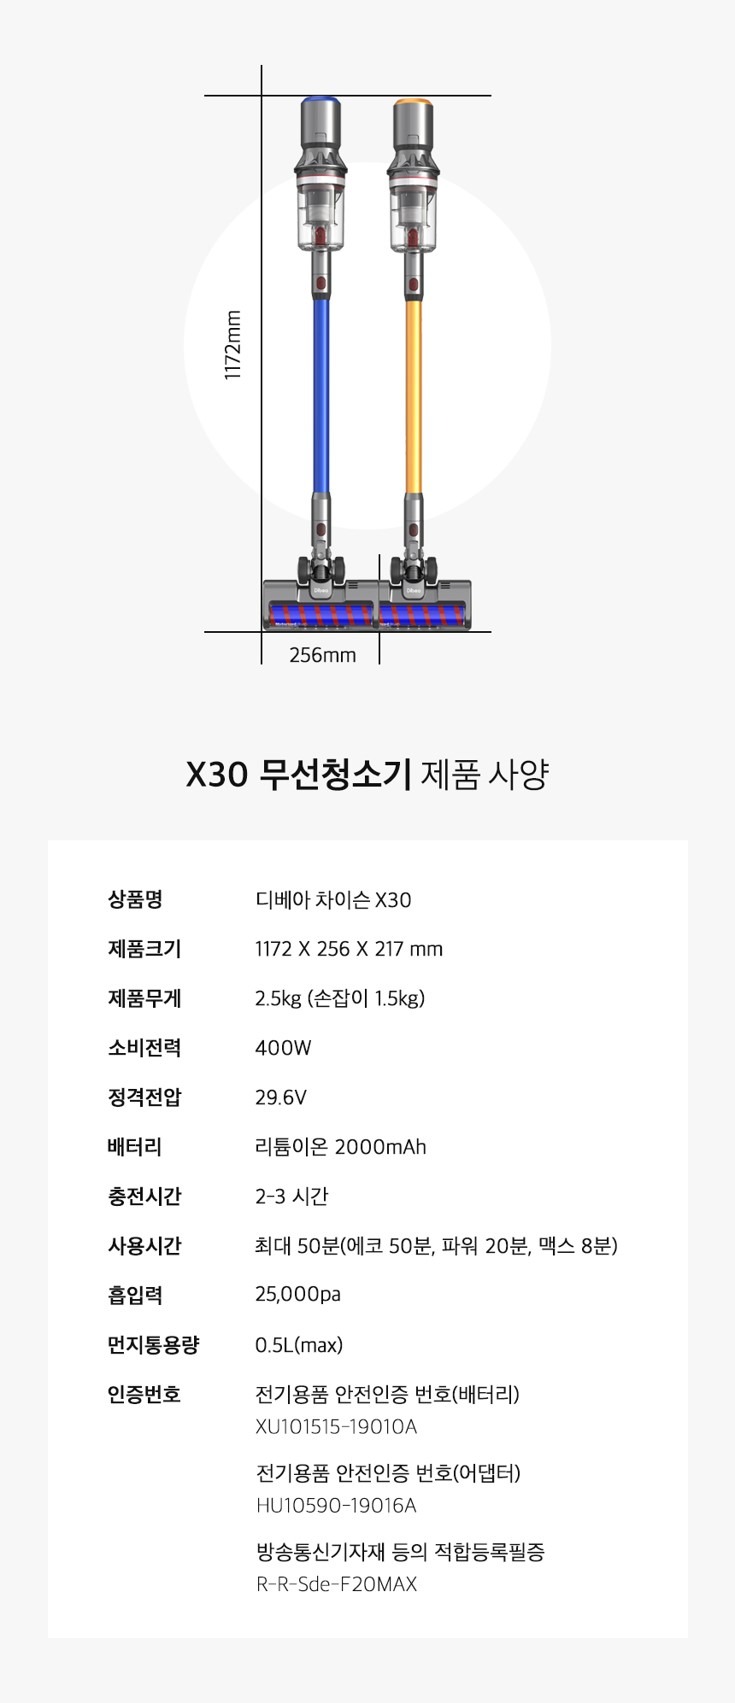 1172mm
Dibea
Dibea
256mm
X30 무선청소기 제품 사양
상품명 디베아 차이슨 X30
제품크기 1172 X 256 X 217 mm
제품무게 2.5kg (손잡이 1.5kg)
소비전력 400W
정격전압 29.6V
배터리 리튬이온 2000mAh
충전시간 2-3 시간
사용시간 최대 50분(에코 50분, 파워 20분, 맥스 8분)
흡입력 25,000pa
먼지통용량 0.5L(max)
인증번호 전기용품 안전인증 번호(배터리)
XU101515-19010A
전기용품 안전인증 번호(어댑터)
HU10590-19016A
방송통신기자재 등의 적합등록필증
R-R-Sde-F20MAX